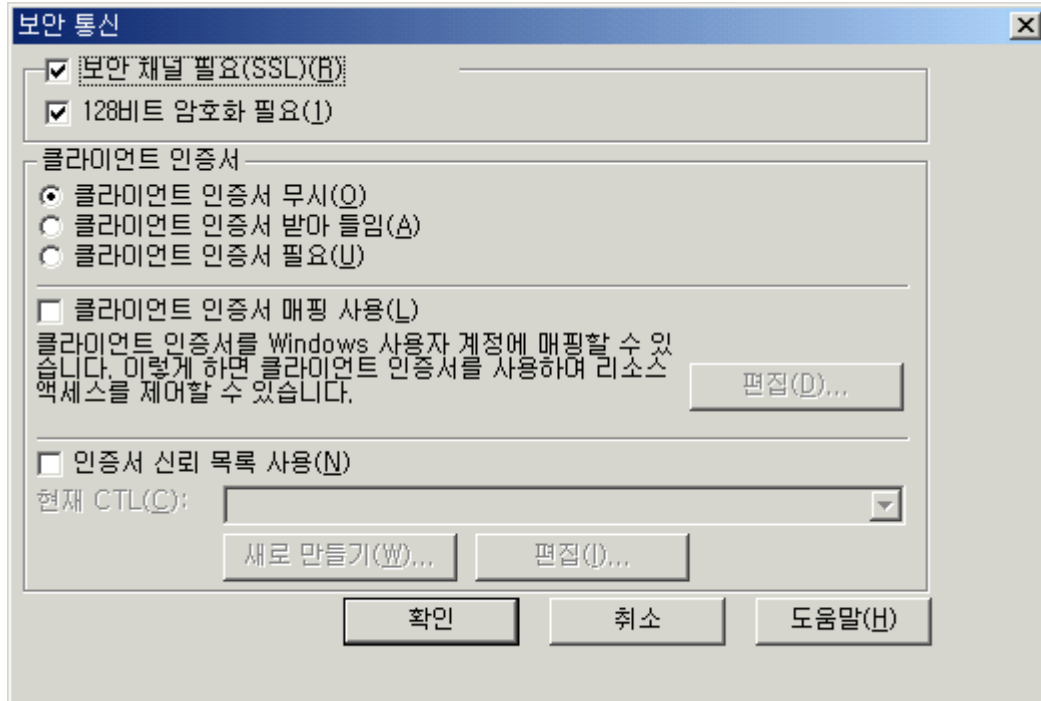 보안 통신
보안 채널 필요(SSL)(R)
128비트 암호화 필요(1)
클라이언트 인증서
클라이언트 인증서 무시(O)
클라이언트 인증서 받아 들임(A)
클라이언트 인증서 필요(U)
클라이언트 인증서 매핑 사용(L)
클라이언트 인증서를 Windows 사용자 계정에 매핑할 수 있
습니다. 이렇게 하면 클라이언트 인증서를 사용하여 리소스
액세스를 제어할 수 있습니다.
편집(D)...
인증서 신뢰 목록 사용(N)
현재 CTL(C):
새로 만들기(W)...
편집(I)...
확인
취소
도움말(H)